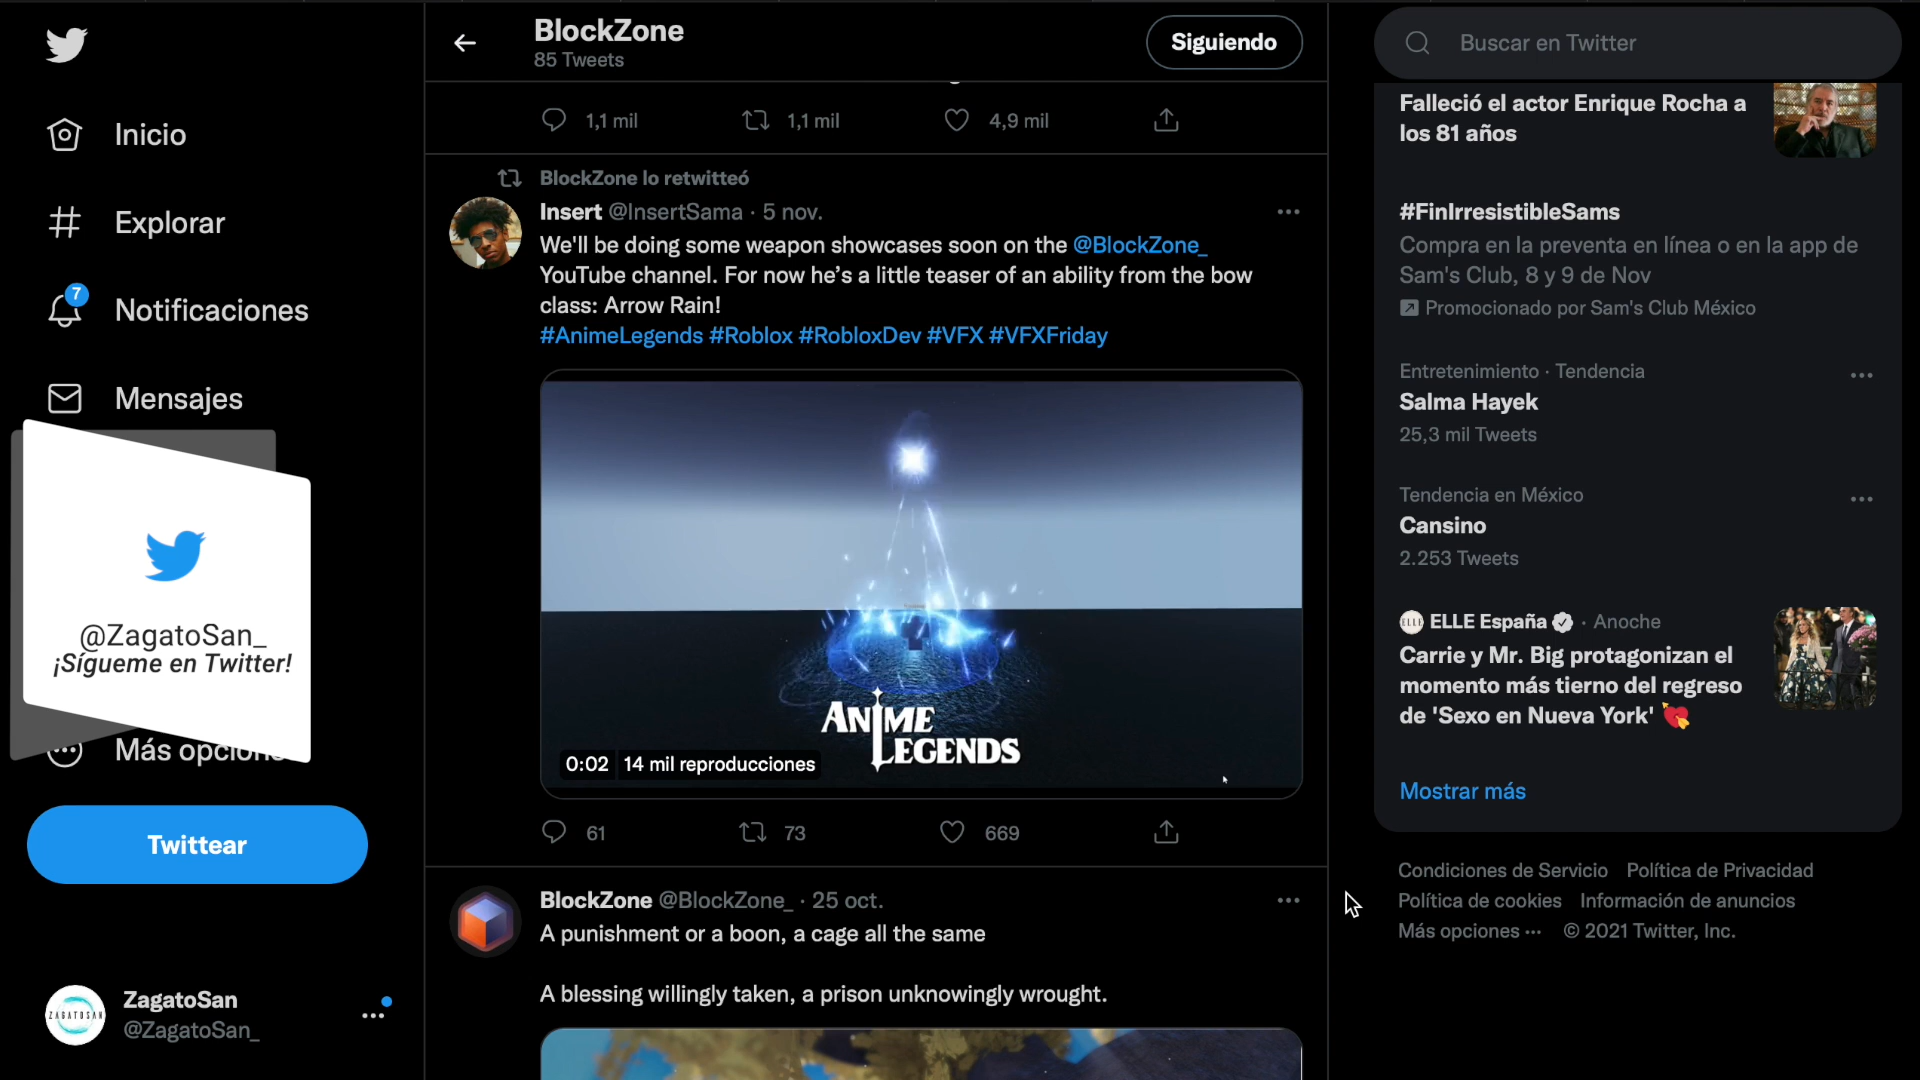 Inicio
Explorar
7
Notificaciones
Mensajes
@ZagatoSan_
¡Sígueme en Twitter!
Más opciones
Twittear
ZagatoSan
@ZagatoSan_
BlockZone
85 Tweets
Siguiendo
1,1 mil
1,1 mil
4,9 mil
BlockZone lo retwitteó
Insert @InsertSama · 5 nov.
We'll be doing some weapon showcases soon on the @BlockZone_
YouTube channel. For now he's a little teaser of an ability from the bow
class: Arrow Rain!
#AnimeLegends #Roblox #RobloxDev #VFX #VFXFriday
ANIME
LEGENDS
0:02 14 mil reproducciones
61
73
669
BlockZone @BlockZone_ · 25 oct.
A punishment or a boon, a cage all the same
A blessing willingly taken, a prison unknowingly wrought.
Buscar en Twitter
Falleció el actor Enrique Rocha a
los 81 años
#FinIrresistibleSams
Compra en la preventa en línea o en la app de
Sam's Club, 8 y 9 de Nov
Promocionado por Sam's Club México
Entretenimiento · Tendencia
Salma Hayek
25,3 mil Tweets
Tendencia en México
Cansino
2.253 Tweets
ELLE España · Anoche
Carrie y Mr. Big protagonizan el
momento más tierno del regreso
de 'Sexo en Nueva York' 💘
Mostrar más
Condiciones de Servicio Política de Privacidad
Política de cookies Información de anuncios
Más opciones ··· © 2021 Twitter, Inc.